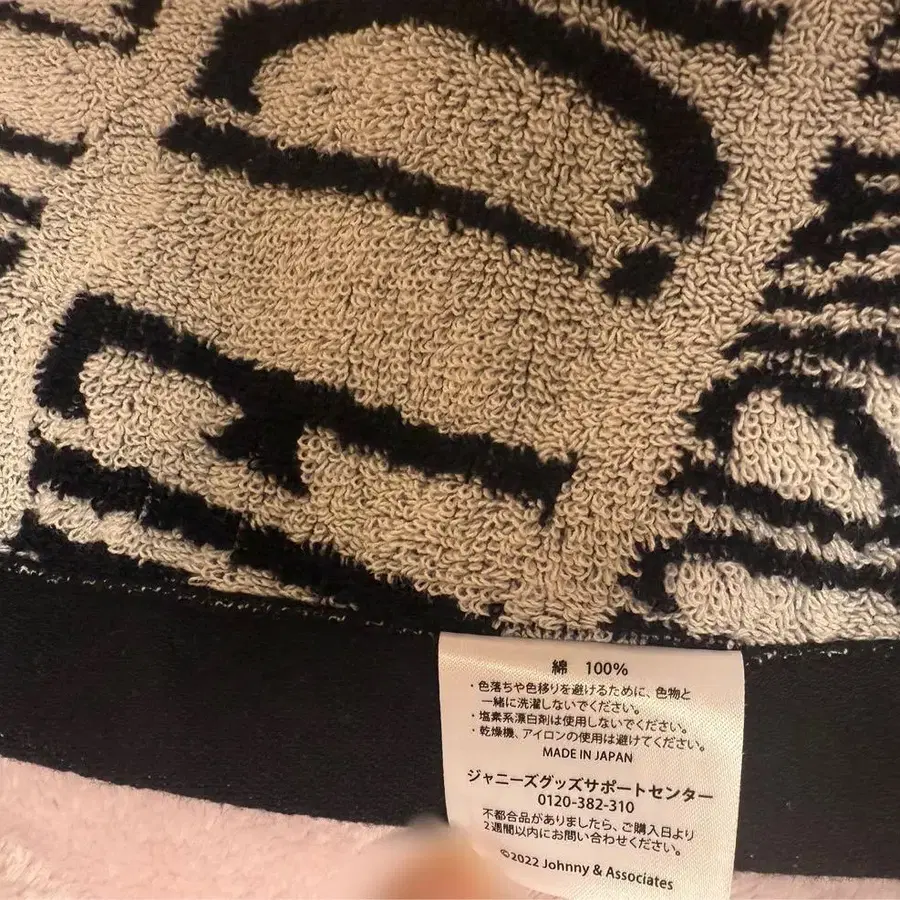 綿 100%
・色落ちや色移りを避けるために、色物と
一緒に洗濯しないでください。
・塩素系漂白剤は使用しないでください。
・乾燥機、アイロンの使用は避けてください。
MADE IN JAPAN
ジャニーズグッズサポートセンター
0120-382-310
不都合品がありましたら、ご購入日より
2週間以内にお問い合わせください。
©2022 Johnny & Associates